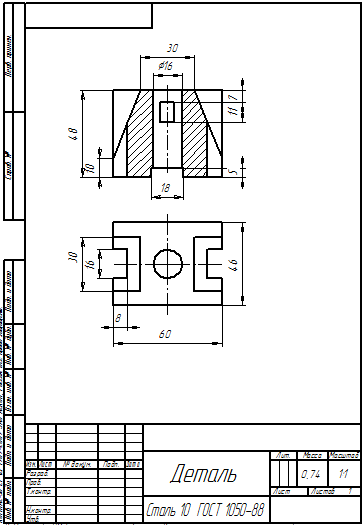 30
Ø16
7
11
48
10
5
18
30
16
46
8
60
Перв. примен.
Справ. №
Подп. и дата
Инв. № дубл.
Взам. инв. №
Подп. и дата
Инв. № подл.
Изм. Лист № докум. Подп. Дата
Разраб.
Пров.
Т.контр.
Н.контр.
Утв.
Деталь
Сталь 10 ГОСТ 1050-88
Лит. Масса Масштаб
0,74 1:1
Лист Листов 1